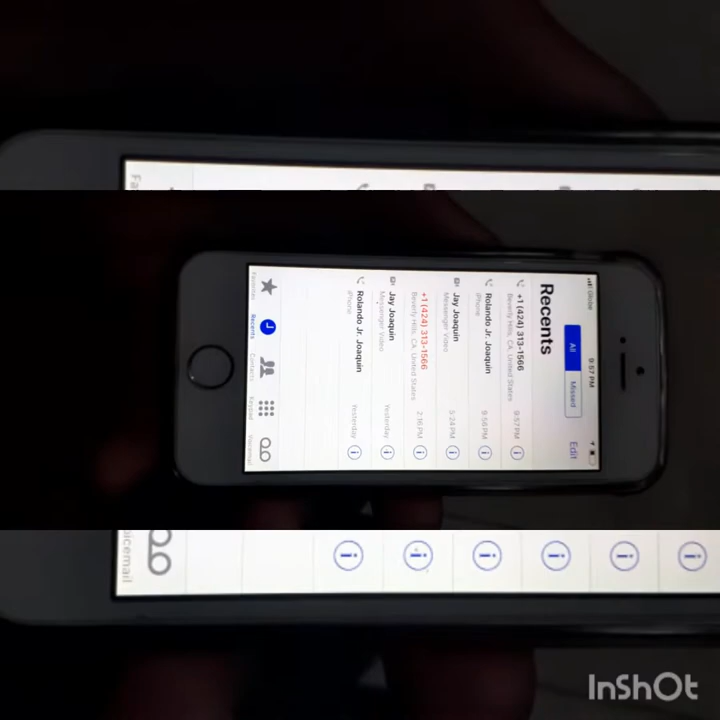 Globe
9:57 PM
All
Missed
Edit
Recents
+1 (424) 313-1566
Beverly Hills, CA, United States
9:57 PM
Rolando Jr. Joaquin
iPhone
9:56 PM
Jay Joaquin
Messenger Video
5:24 PM
+1 (424) 313-1566
Beverly Hills, CA, United States
2:16 PM
Jay Joaquin
Messenger Video
Yesterday
Rolando Jr. Joaquin
iPhone
Yesterday
Favorites
Recents
Contacts
Keypad
Voicemail
Fa
oicemail
InShOt